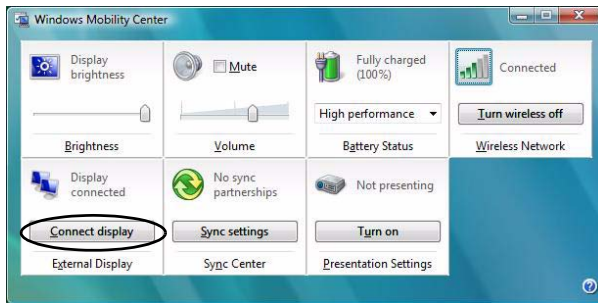 Windows Mobility Center
Display
brightness
Brightness
Mute
Volume
Fully charged
(100%)
High performance
Battery Status
Connected
Turn wireless off
Wireless Network
Display
connected
Connect display
External Display
No sync
partnerships
Sync settings
Sync Center
Not presenting
Turn on
Presentation Settings